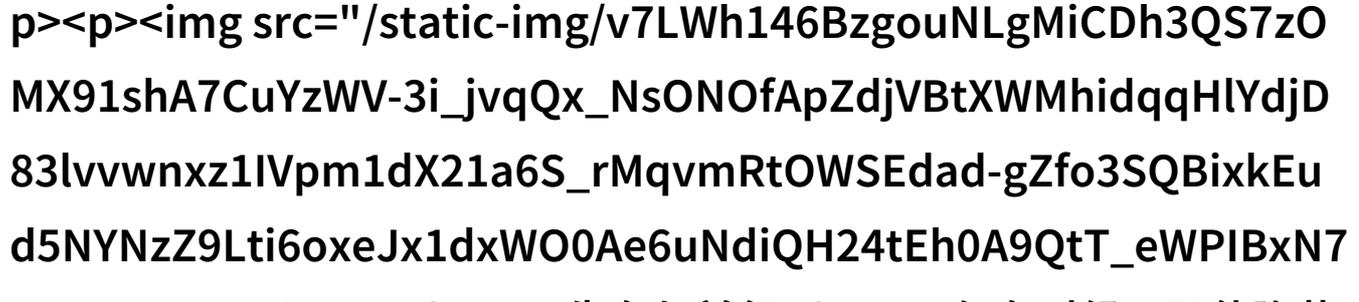 p><p><img src="/static-img/v7LWh146BzgouNLgMiCDh3QS7zO
MX91shA7CuYzWV-3i_jvqQx_NsONOfApZdjVBtXWMhidqqHlYdjD
83lvvwnxz1IVpm1dX21a6S_rMqvmRtOWSEdad-gZfo3SQBixkEu
d5NYNzZ9Lti6oxeJx1dxWO0Ae6uNdiQH24tEh0A9QtT_eWPIBxN7